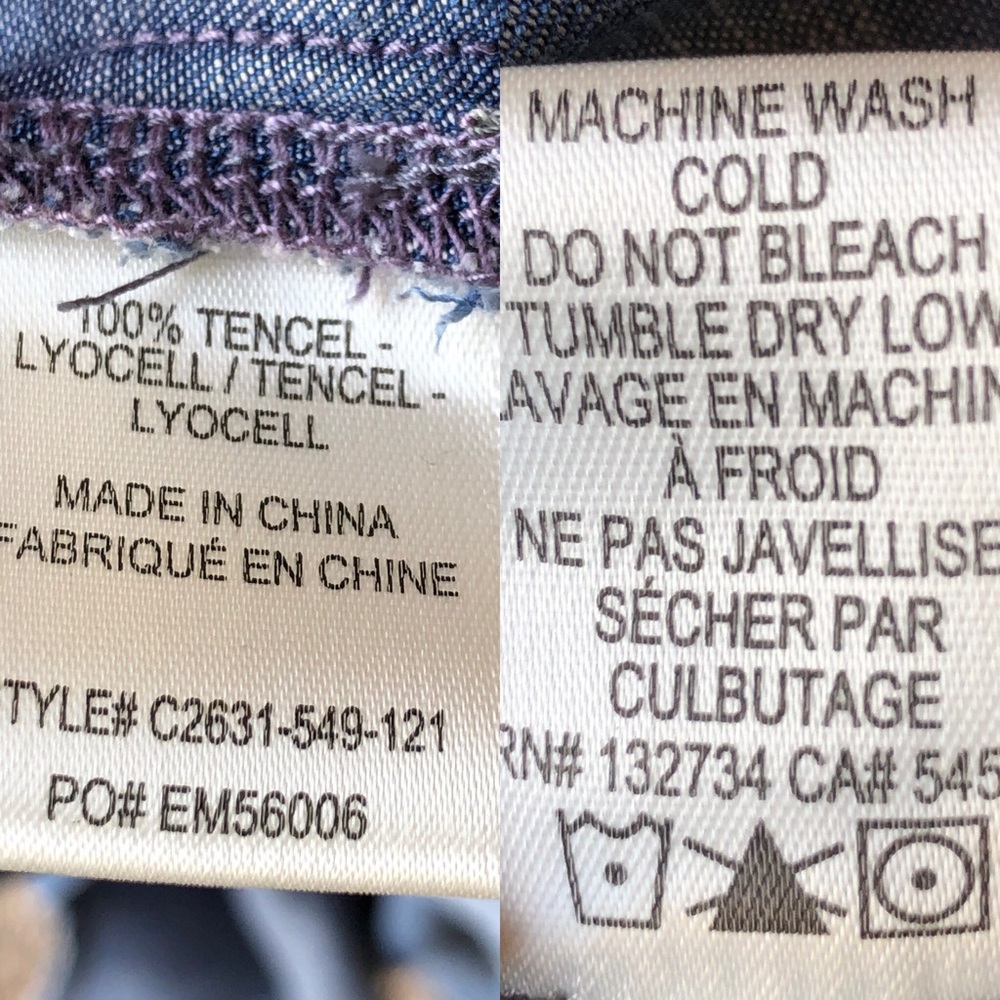 100% TENCEL -
LYOCELL / TENCEL -
LYOCELL
MADE IN CHINA
FABRIQUÉ EN CHINE
TYLE# C2631-549-121
PO# EM56006
MACHINE WASH
COLD
DO NOT BLEACH
TUMBLE DRY LOW
AVAGE EN MACHIN
À FROID
NE PAS JAVELLISE
SÉCHER PAR
CULBUTAGE
RN# 132734 CA# 545